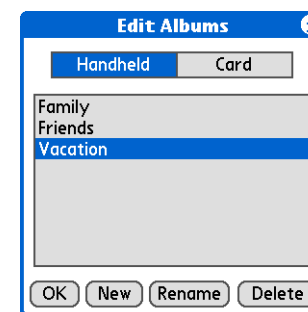 Edit Albums
Handheld Card
Family
Friends
Vacation
OK New Rename Delete